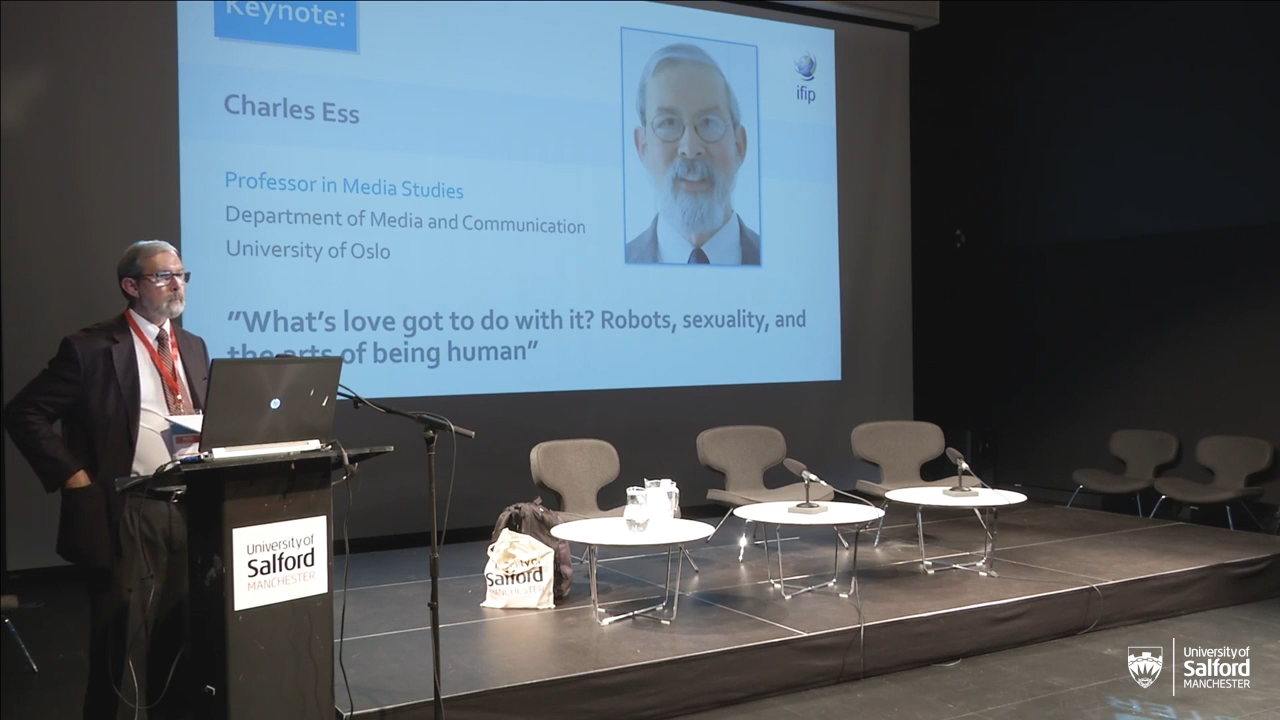 Keynote:
Charles Ess
Professor in Media Studies
Department of Media and Communication
University of Oslo
”What’s love got to do with it? Robots, sexuality, and
the arts of being human”
ifip
University of
Salford
MANCHESTER
Salford
MANCHESTER
University of
Salford
MANCHESTER